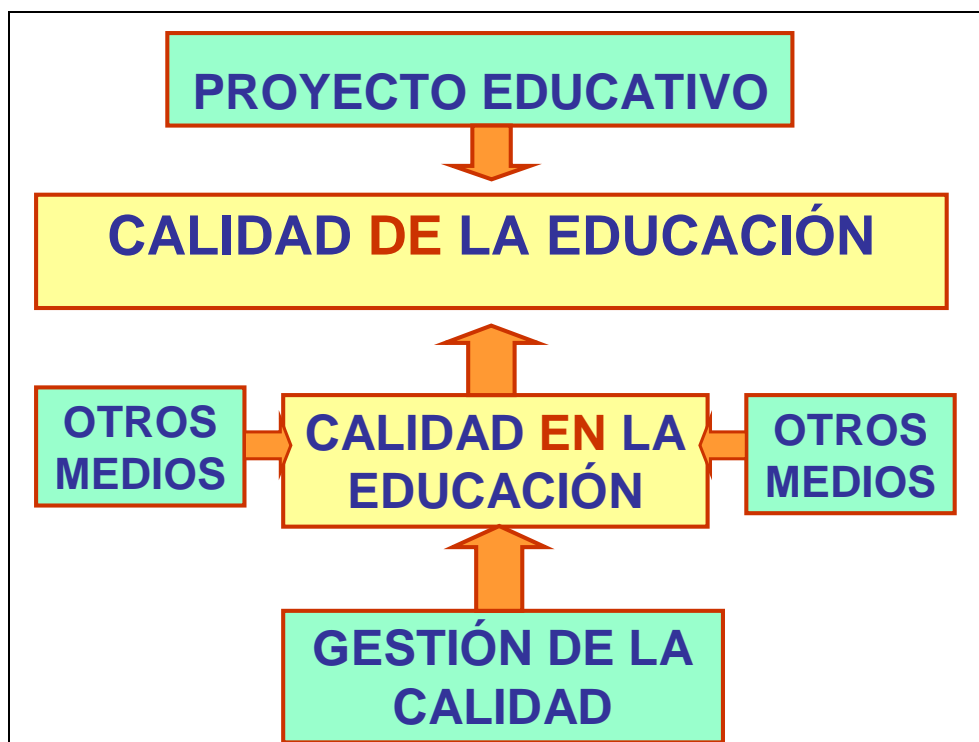 PROYECTO EDUCATIVO
CALIDAD DE LA EDUCACIÓN
OTROS
MEDIOS
CALIDAD EN LA
EDUCACIÓN
OTROS
MEDIOS
GESTIÓN DE LA
CALIDAD